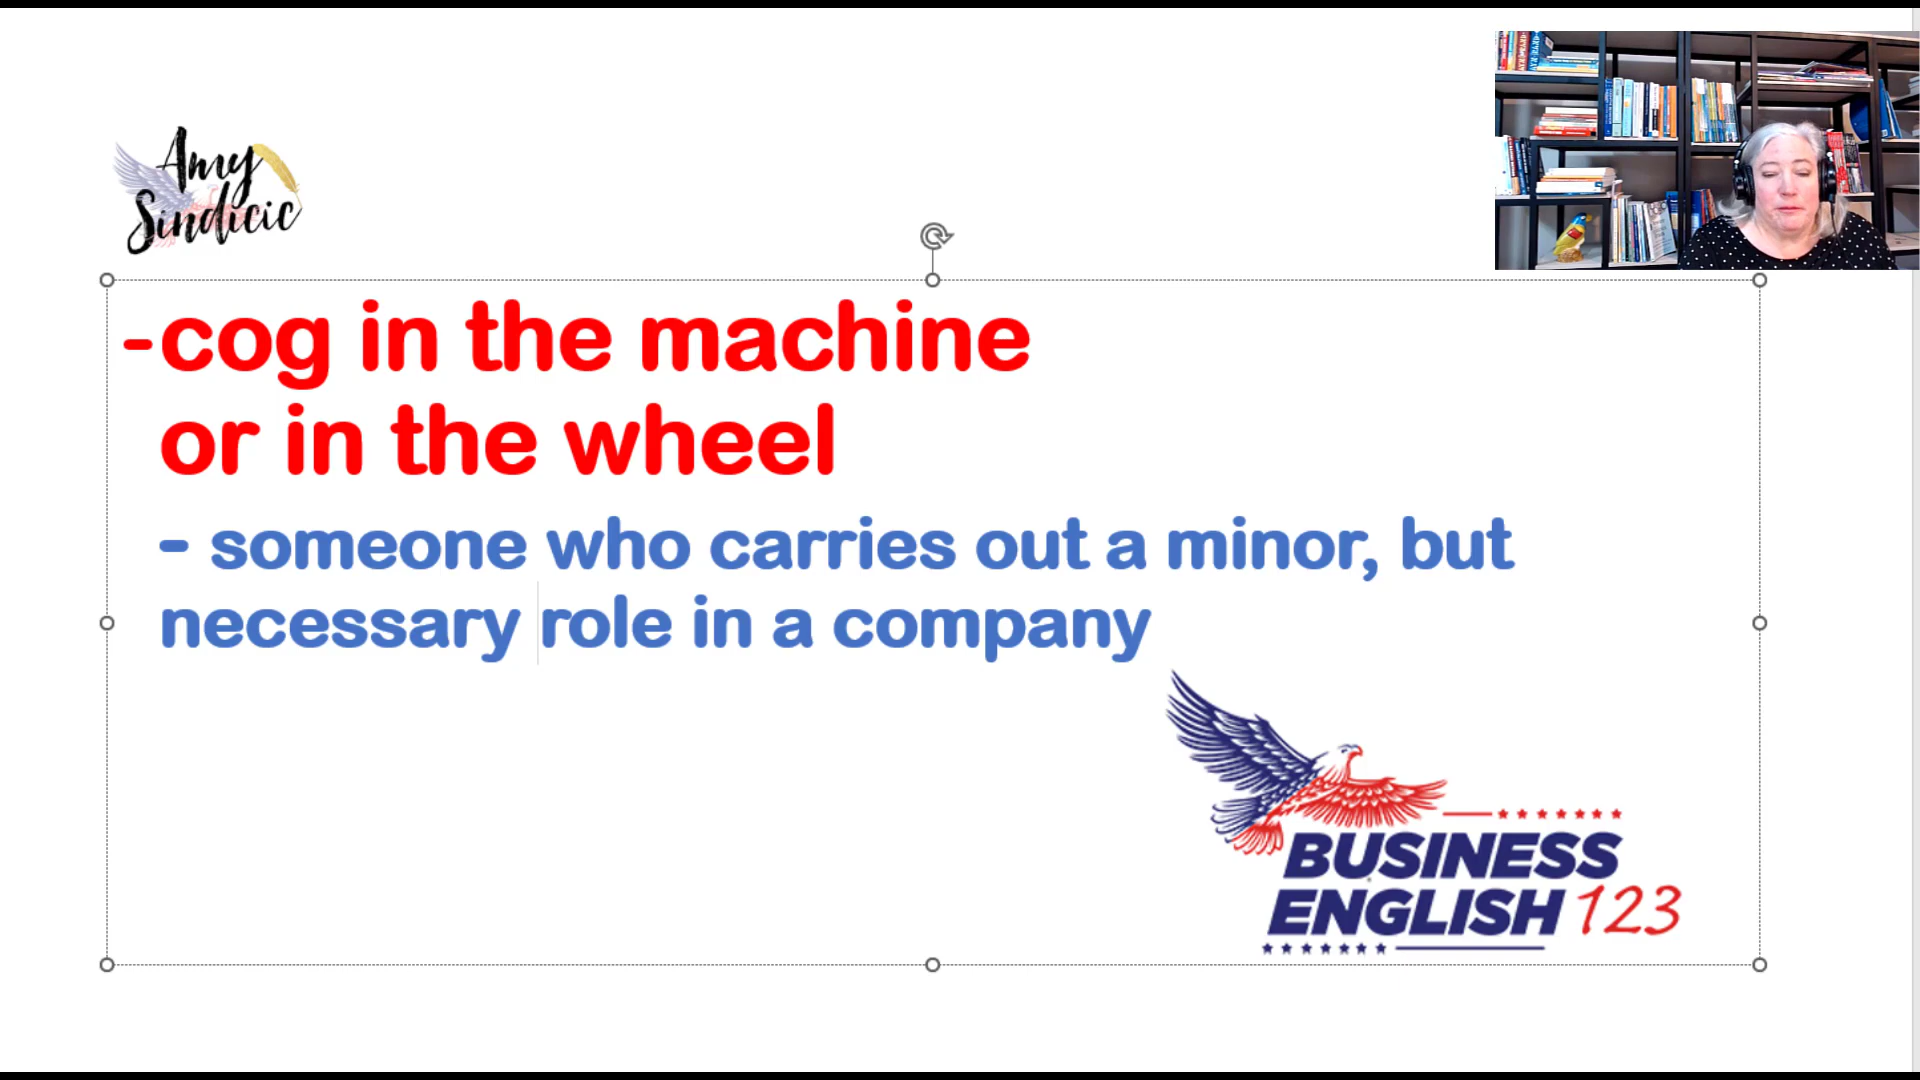 Amy
Sindicic
-cog in the machine
or in the wheel
- someone who carries out a minor, but
necessary role in a company
BUSINESS
ENGLISH 123